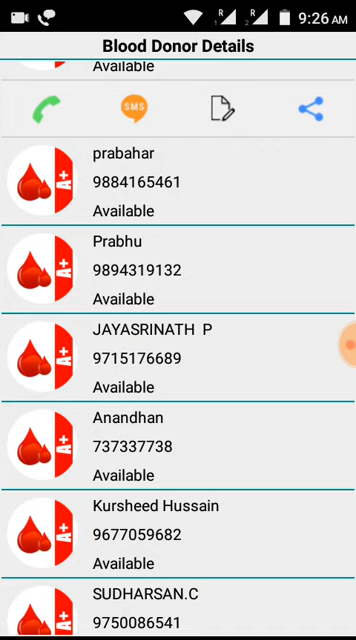 R R
1 2 9:26 AM
Blood Donor Details
Available
SMS
prabahar
9884165461
A+
Available
Prabhu
9894319132
A+
Available
JAYASRINATH P
9715176689
A+
Available
Anandhan
737337738
A+
Available
Kursheed Hussain
9677059682
A+
Available
SUDHARSAN.C
9750086541
A+